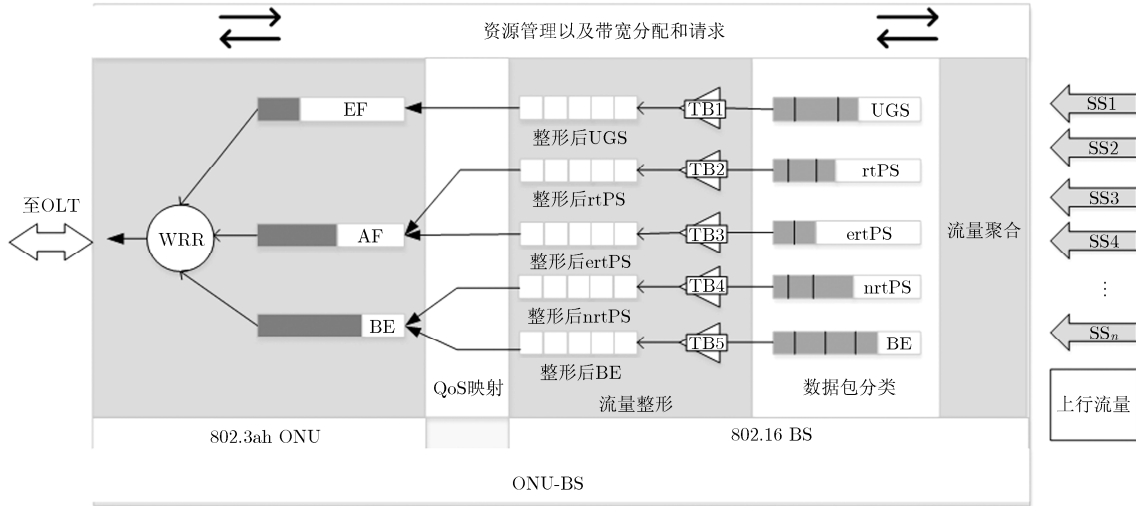 资源管理以及带宽分配和请求
EF
TB1
UGS
SS1
整形后UGS
SS2
TB2
rtPS
整形后rtPS
SS3
至OLT
WRR
AF
TB3
ertPS
流量聚合
SS4
整形后ertPS
TB4
nrtPS
⋮
整形后nrtPS
BE
TB5
BE
SSn
整形后BE
QoS映射
数据包分类
流量整形
上行流量
802.3ah ONU
802.16 BS
ONU-BS